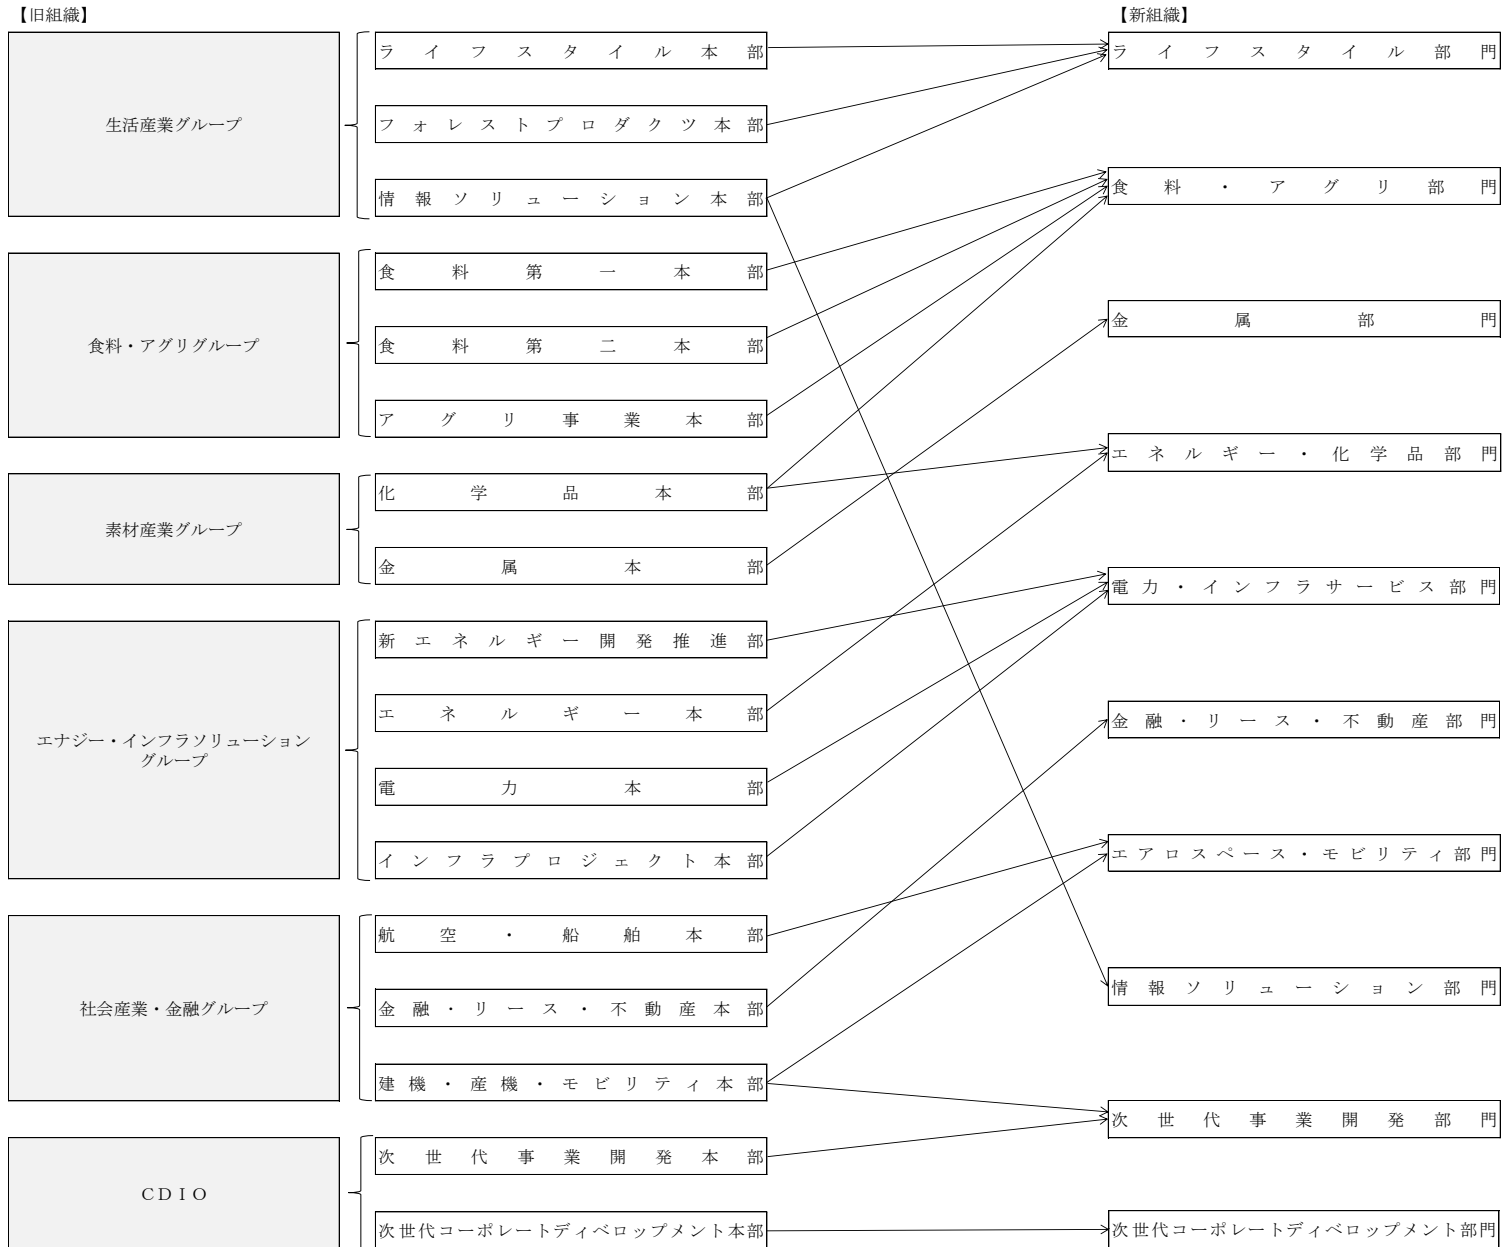 【旧組織】
【新組織】
生活産業グループ
ライフスタイル本部
フォレストプロダクツ本部
情報ソリューション本部
食料・アグリグループ
食料第一本部
食料第二本部
アグリ事業本部
素材産業グループ
化学品本部
金属本部
エナジー・インフラソリューション
グループ
新エネルギー開発推進部
エネルギー本部
電力本部
インフラプロジェクト本部
社会産業・金融グループ
航空・船舶本部
金融・リース・不動産本部
建機・産機・モビリティ本部
ＣＤＩＯ
次世代事業開発本部
次世代コーポレートディベロップメント本部
ライフスタイル部門
食料・アグリ部門
金属部門
エネルギー・化学品部門
電力・インフラサービス部門
金融・リース・不動産部門
エアロスペース・モビリティ部門
情報ソリューション部門
次世代事業開発部門
次世代コーポレートディベロップメント部門